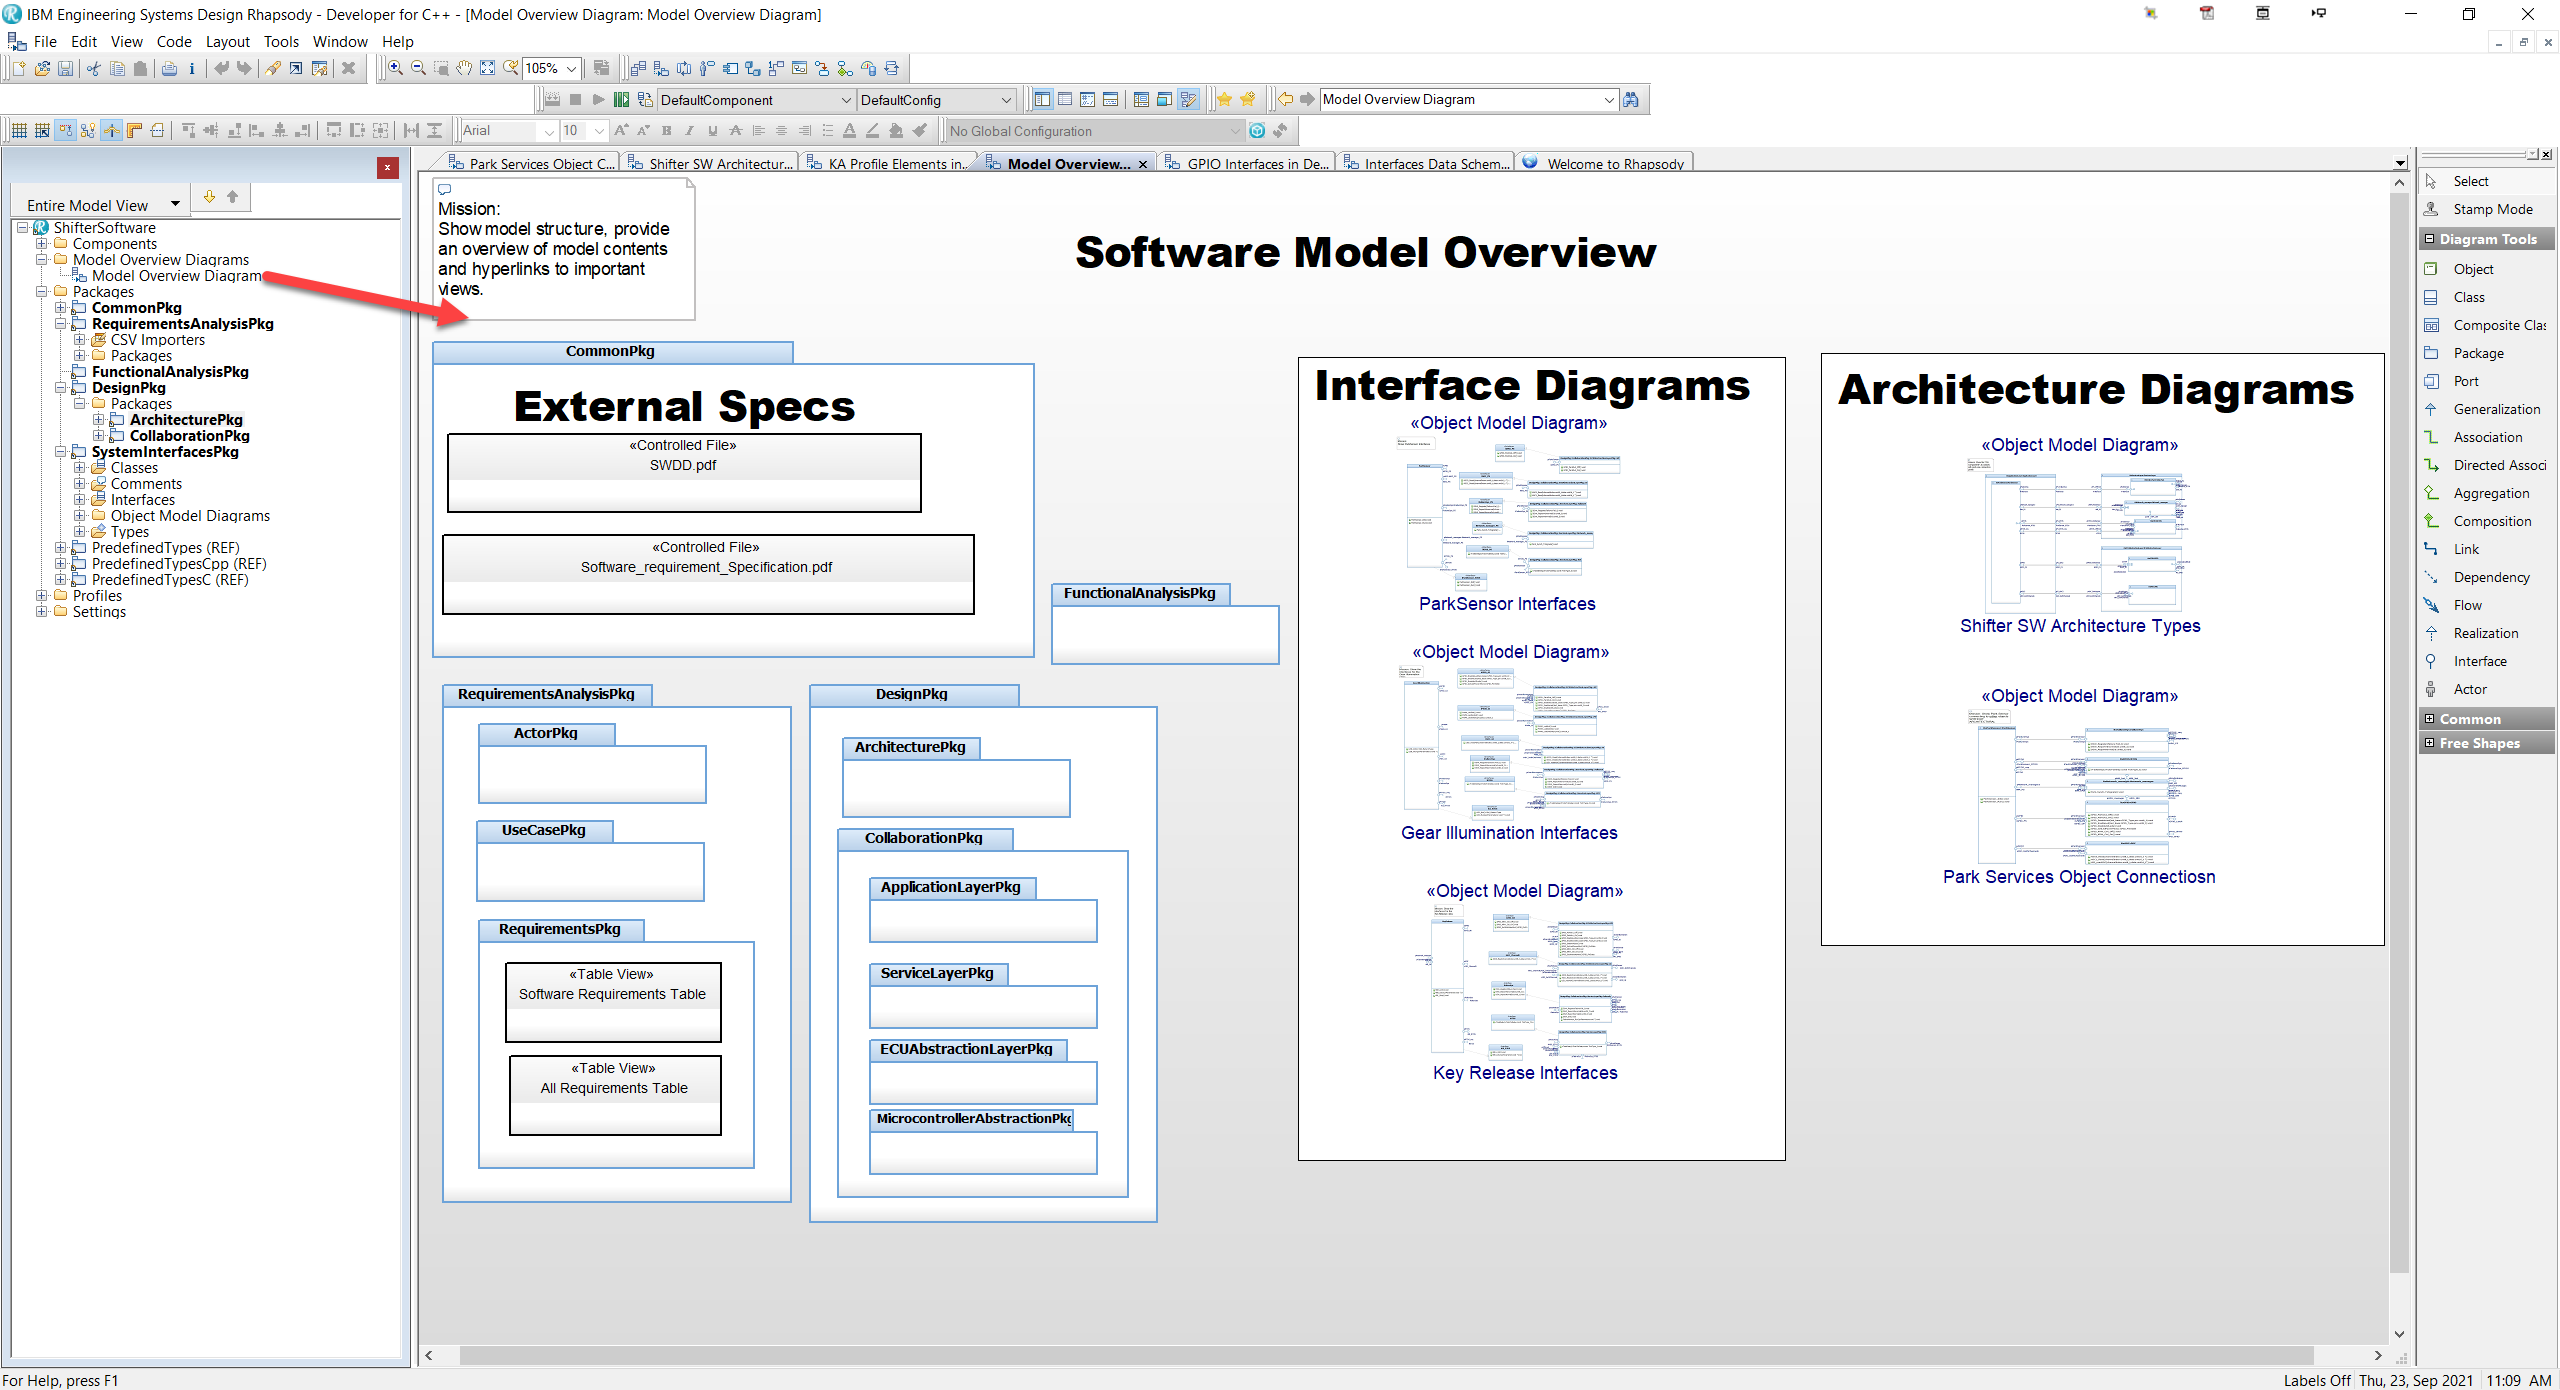 IBM Engineering Systems Design Rhapsody - Developer for C++ - [Model Overview Diagram: Model Overview Diagram]
File Edit View Code Layout Tools Window Help
105%
DefaultComponent DefaultConfig Model Overview Diagram
Arial 10 No Global Configuration
Entire Model View
ShifterSoftware
Components
Model Overview Diagrams
Model Overview Diagram
Packages
CommonPkg
RequirementsAnalysisPkg
CSV Importers
Packages
FunctionalAnalysisPkg
DesignPkg
Packages
ArchitecturePkg
CollaborationPkg
SystemInterfacesPkg
Classes
Comments
Interfaces
Object Model Diagrams
Types
PredefinedTypes (REF)
PredefinedTypesCpp (REF)
PredefinedTypesC (REF)
Profiles
Settings
Park Services Object C... Shifter SW Architectur... KA Profile Elements in... Model Overview... GPIO Interfaces in De... Interfaces Data Schem... Welcome to Rhapsody
Mission:
Show model structure, provide
an overview of model contents
and hyperlinks to important
views.
Software Model Overview
CommonPkg
External Specs
«Controlled File»
SWDD.pdf
«Controlled File»
Software_requirement_Specification.pdf
FunctionalAnalysisPkg
RequirementsAnalysisPkg
ActorPkg
UseCasePkg
RequirementsPkg
«Table View»
Software Requirements Table
«Table View»
All Requirements Table
DesignPkg
ArchitecturePkg
CollaborationPkg
ApplicationLayerPkg
ServiceLayerPkg
ECUAbstractionLayerPkg
MicrocontrollerAbstractionPkg
Interface Diagrams
«Object Model Diagram»
ParkSensor Interfaces
«Object Model Diagram»
Gear Illumination Interfaces
«Object Model Diagram»
Key Release Interfaces
Architecture Diagrams
«Object Model Diagram»
Shifter SW Architecture Types
«Object Model Diagram»
Park Services Object Connectiosn
Select
Stamp Mode
Diagram Tools
Object
Class
Composite Clas
Package
Port
Generalization
Association
Directed Associ
Aggregation
Composition
Link
Dependency
Flow
Realization
Interface
Actor
Common
Free Shapes
For Help, press F1
Labels Off Thu, 23, Sep 2021 11:09 AM